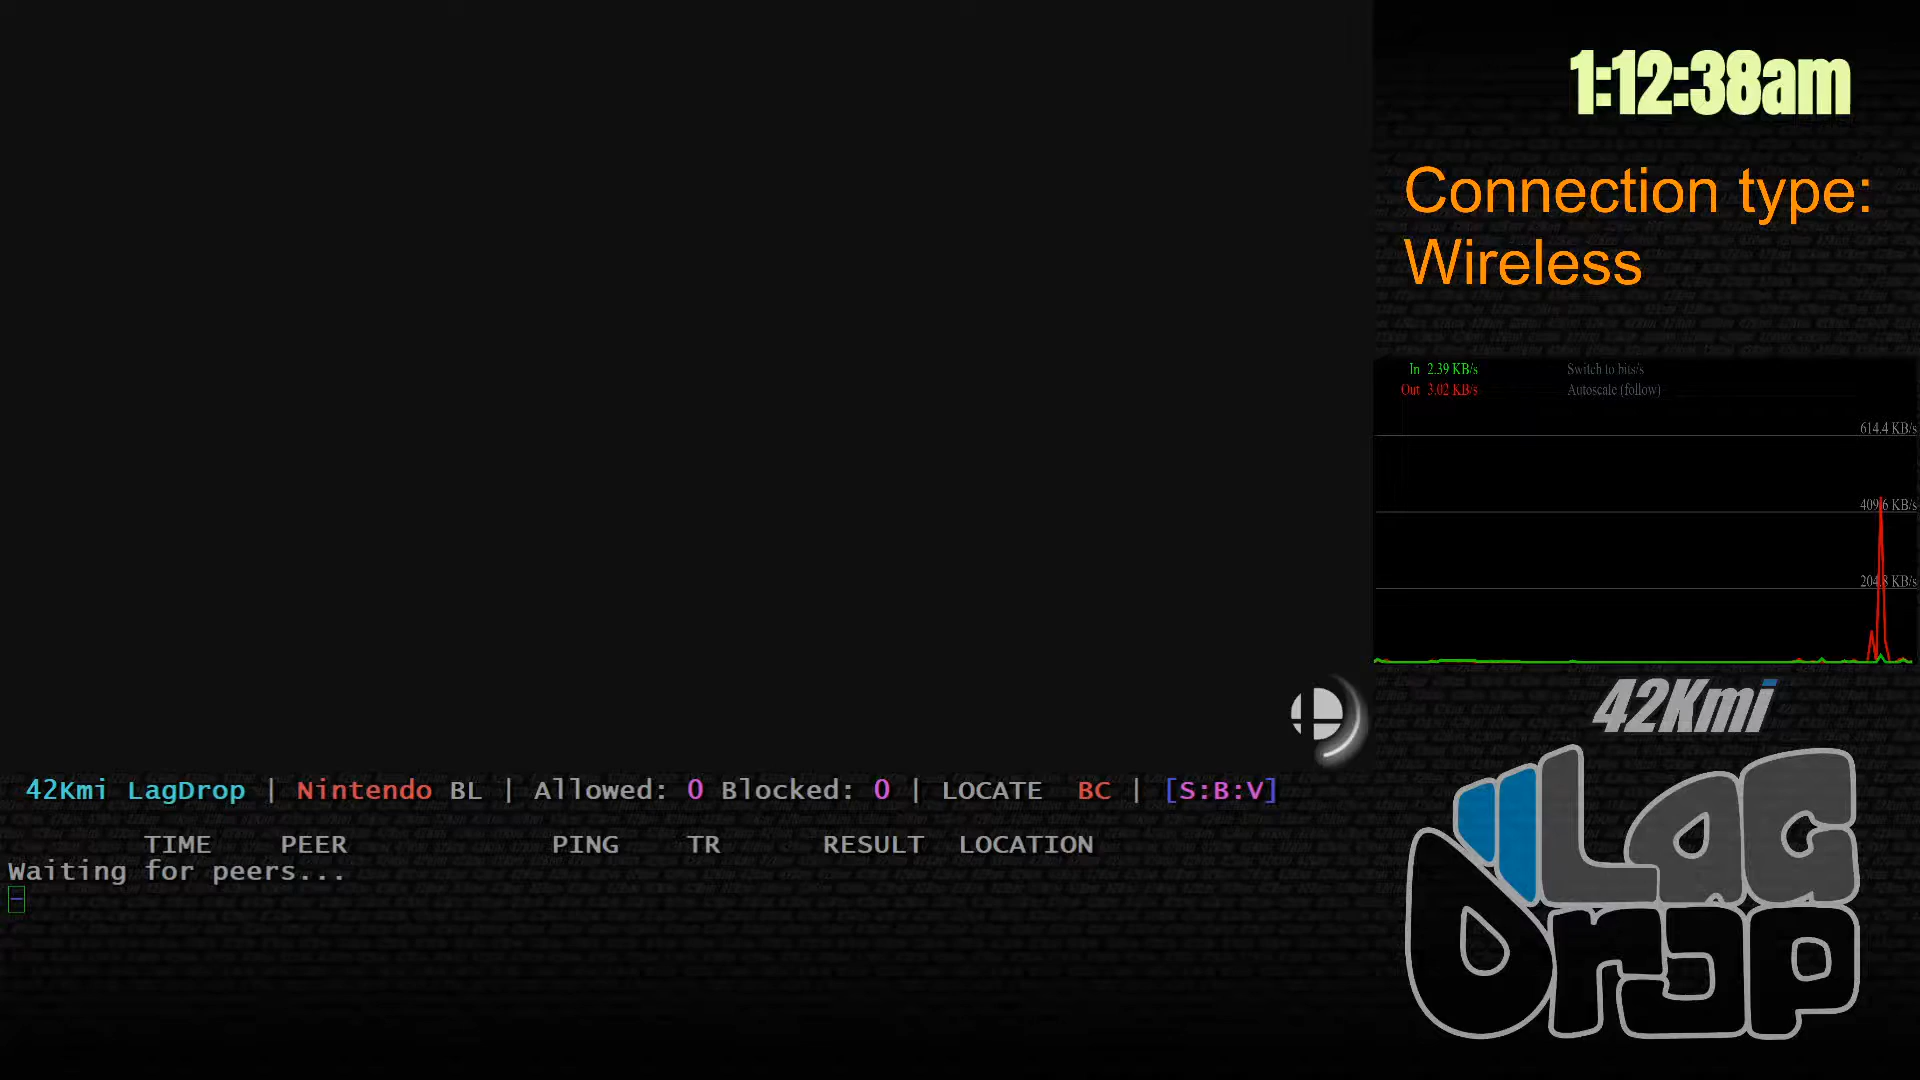 1:12:38am
Connection type:
Wireless
In 2.39 KB/s Switch to bits/s
Out 3.02 KB/s Autoscale (follow)
614.4 KB/s
409.6 KB/s
204.8 KB/s
42Kmi
LAG
DrOP
42Kmi LagDrop | Nintendo BL | Allowed: 0 Blocked: 0 | LOCATE BC | [S:B:V]
TIME PEER PING TR RESULT LOCATION
Waiting for peers...